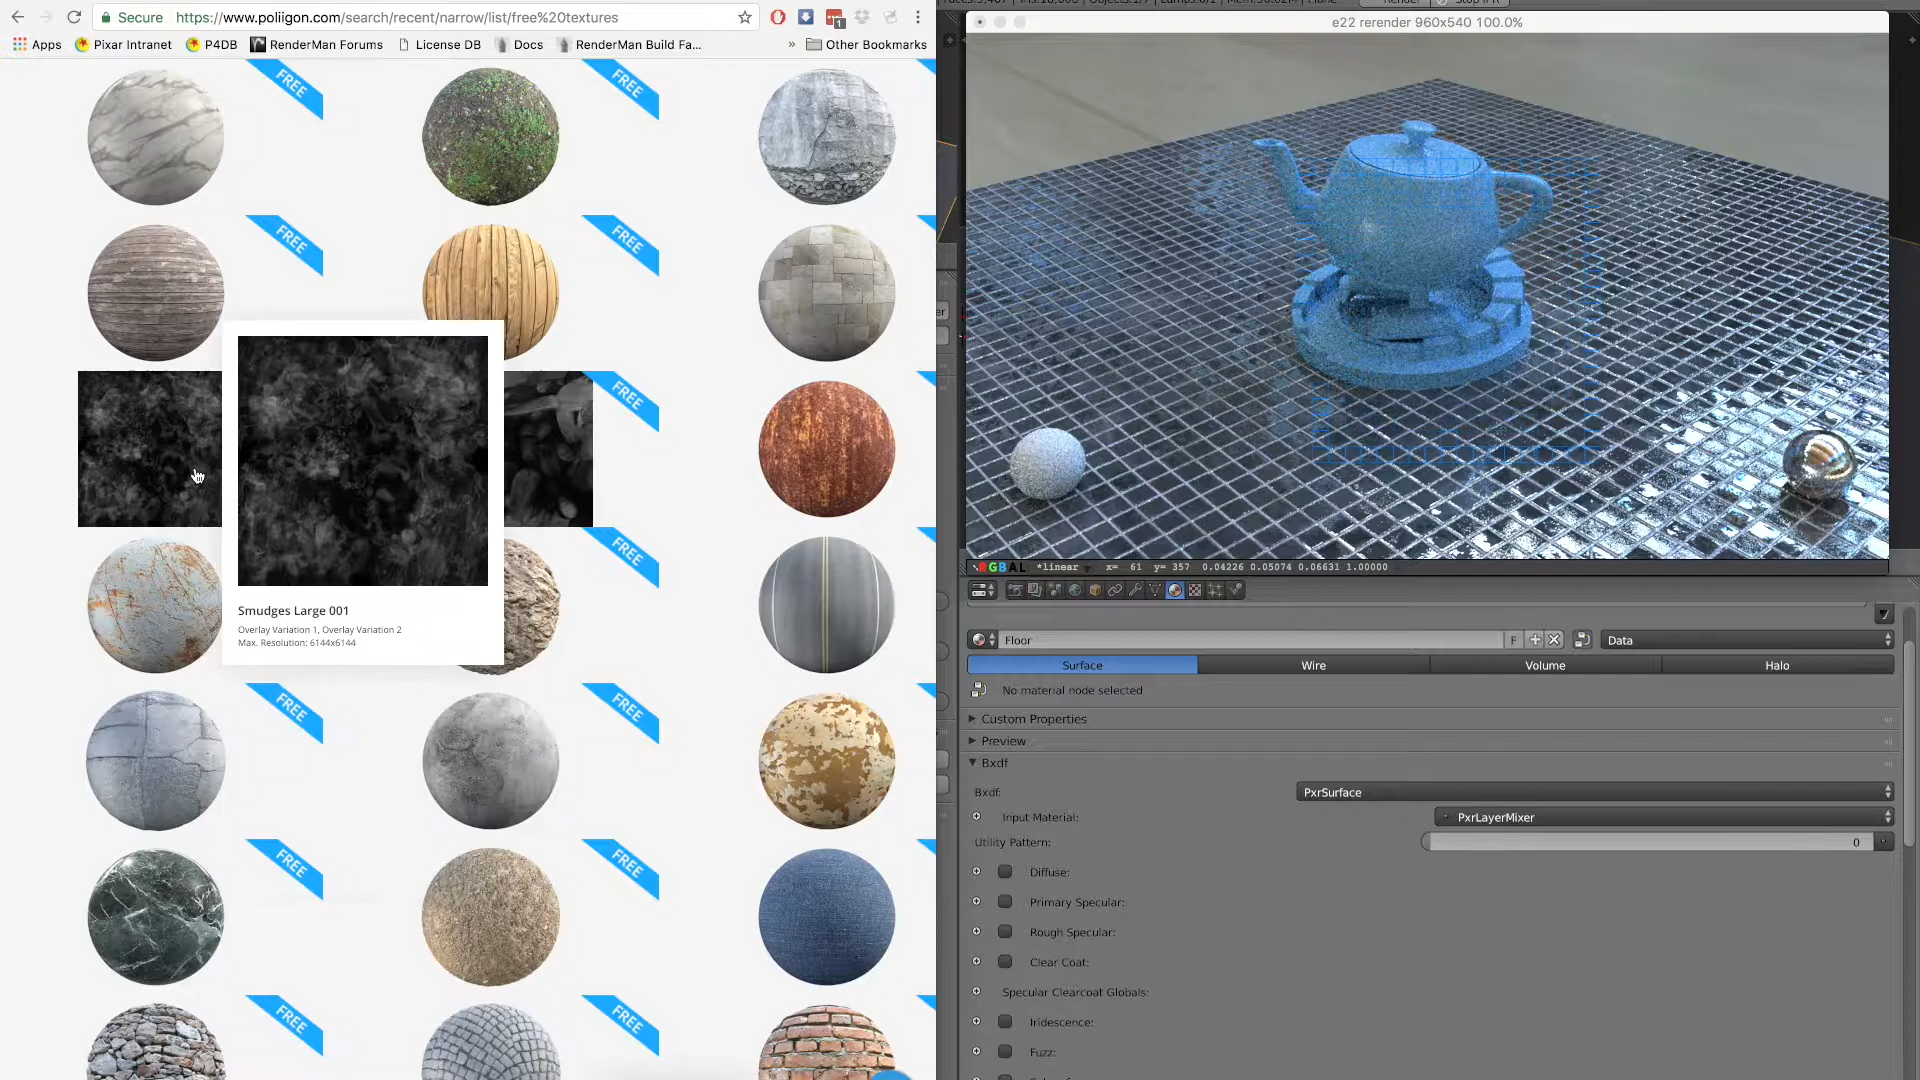 Secure https://www.poliigon.com/search/recent/narrow/list/free%20textures
1
Apps Pixar Intranet P4DB RenderMan Forums License DB Docs RenderMan Build Fa... » Other Bookmarks
FREE
FREE
FREE
FREE
FREE
Smudges Large 001
Overlay Variation 1, Overlay Variation 2
Max. Resolution: 6144x6144
FREE
FREE
FREE
FREE
FREE
FREE
FREE
e22 rerender 960x540 100.0%
RGBAL *linear x= 61 y= 357 0.04226 0.05074 0.06631 1.00000
Floor F Data
Surface Wire Volume Halo
No material node selected
Custom Properties
Preview
Bxdf
Bxdf: PxrSurface
Input Material: PxrLayerMixer
Utility Pattern: 0
Diffuse:
Primary Specular:
Rough Specular:
Clear Coat:
Specular Clearcoat Globals:
Iridescence:
Fuzz: